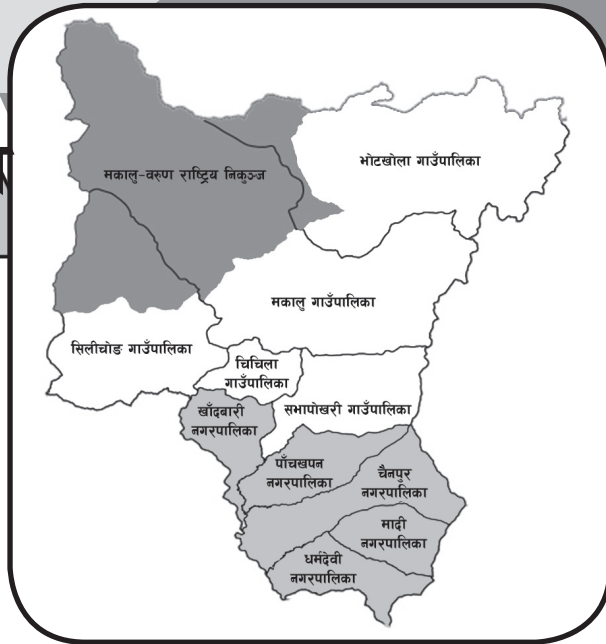 भोटखोला गाउँपालिका
मकालु-वरुण राष्ट्रिय निकुञ्ज
मकालु गाउँपालिका
सिलीचोङ गाउँपालिका
चिचिला
गाउँपालिका
सभापोखरी गाउँपालिका
खाँदबारी
नगरपालिका
पाँचखपन
नगरपालिका
चैनपुर
नगरपालिका
मादी
नगरपालिका
धर्मदेवी
नगरपालिका